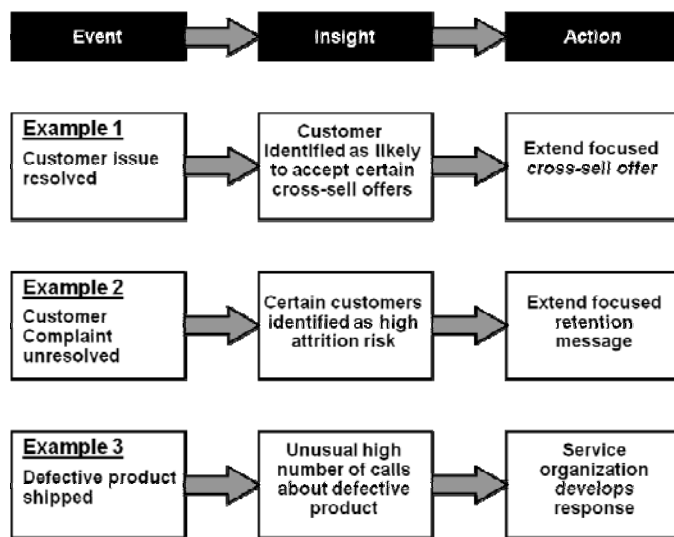 Event
Insight
Action
Example 1
Customer issue
resolved
Customer
identified as likely
to accept certain
cross-sell offers
Extend focused
cross-sell offer
Example 2
Customer
Complaint
unresolved
Certain customers
identified as high
attrition risk
Extend focused
retention
message
Example 3
Defective product
shipped
Unusual high
number of calls
about defective
product
Service
organization
develops
response